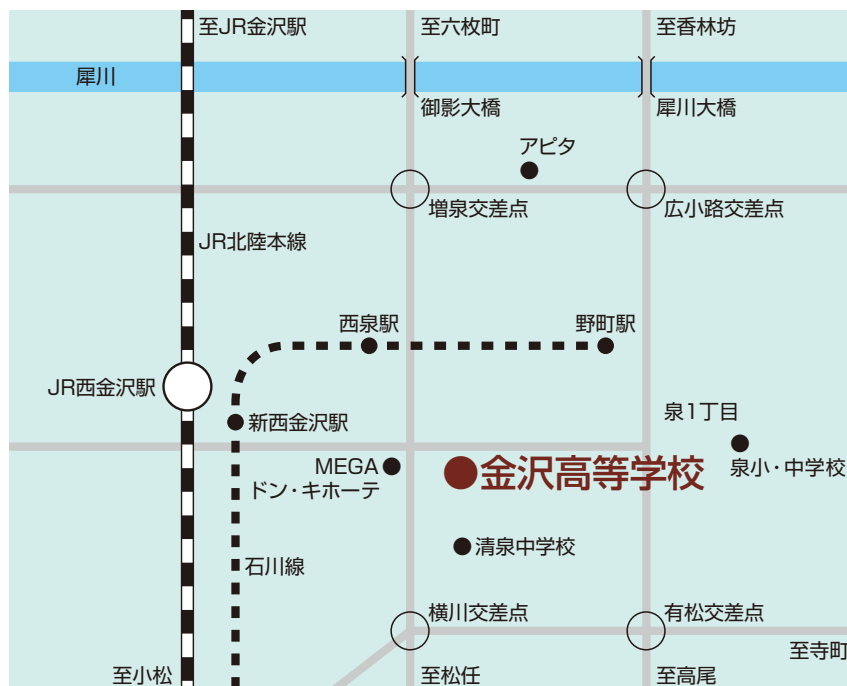 至JR金沢駅
至六枚町
至香林坊
犀川
御影大橋
犀川大橋
アピタ
増泉交差点
広小路交差点
JR北陸本線
西泉駅
野町駅
JR西金沢駅
新西金沢駅
泉1丁目
MEGA
ドン・キホーテ
金沢高等学校
泉小・中学校
清泉中学校
石川線
横川交差点
有松交差点
至寺町
至小松
至松任
至高尾